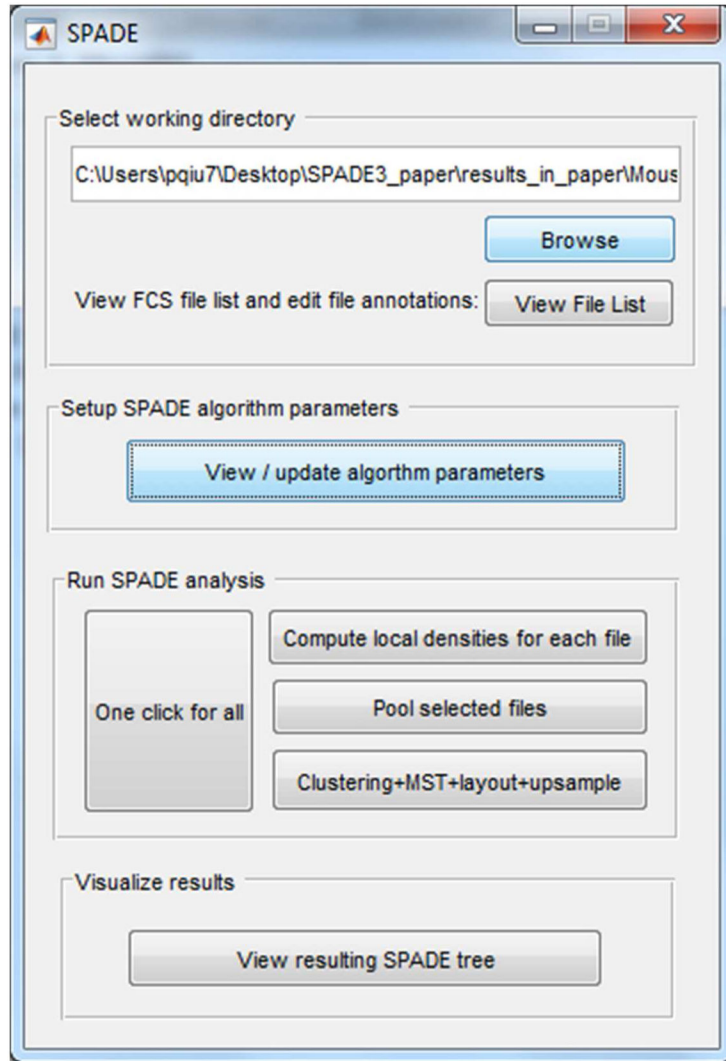 SPADE
Select working directory
C:\Users\pqiu7\Desktop\SPADE3_paper\results_in_paper\Mous
Browse
View FCS file list and edit file annotations:
View File List
Setup SPADE algorithm parameters
View / update algorthm parameters
Run SPADE analysis
One click for all
Compute local densities for each file
Pool selected files
Clustering+MST+layout+upsample
Visualize results
View resulting SPADE tree